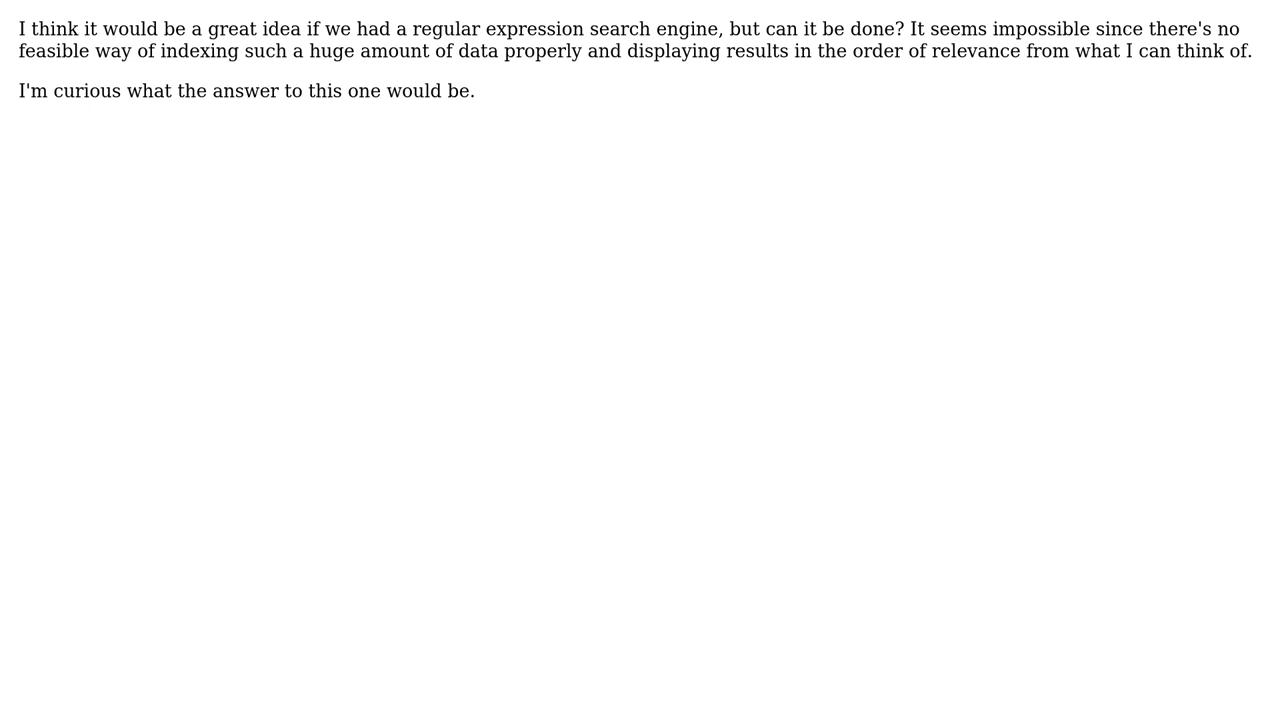 I think it would be a great idea if we had a regular expression search engine, but can it be done? It seems impossible since there's no
feasible way of indexing such a huge amount of data properly and displaying results in the order of relevance from what I can think of.
I'm curious what the answer to this one would be.